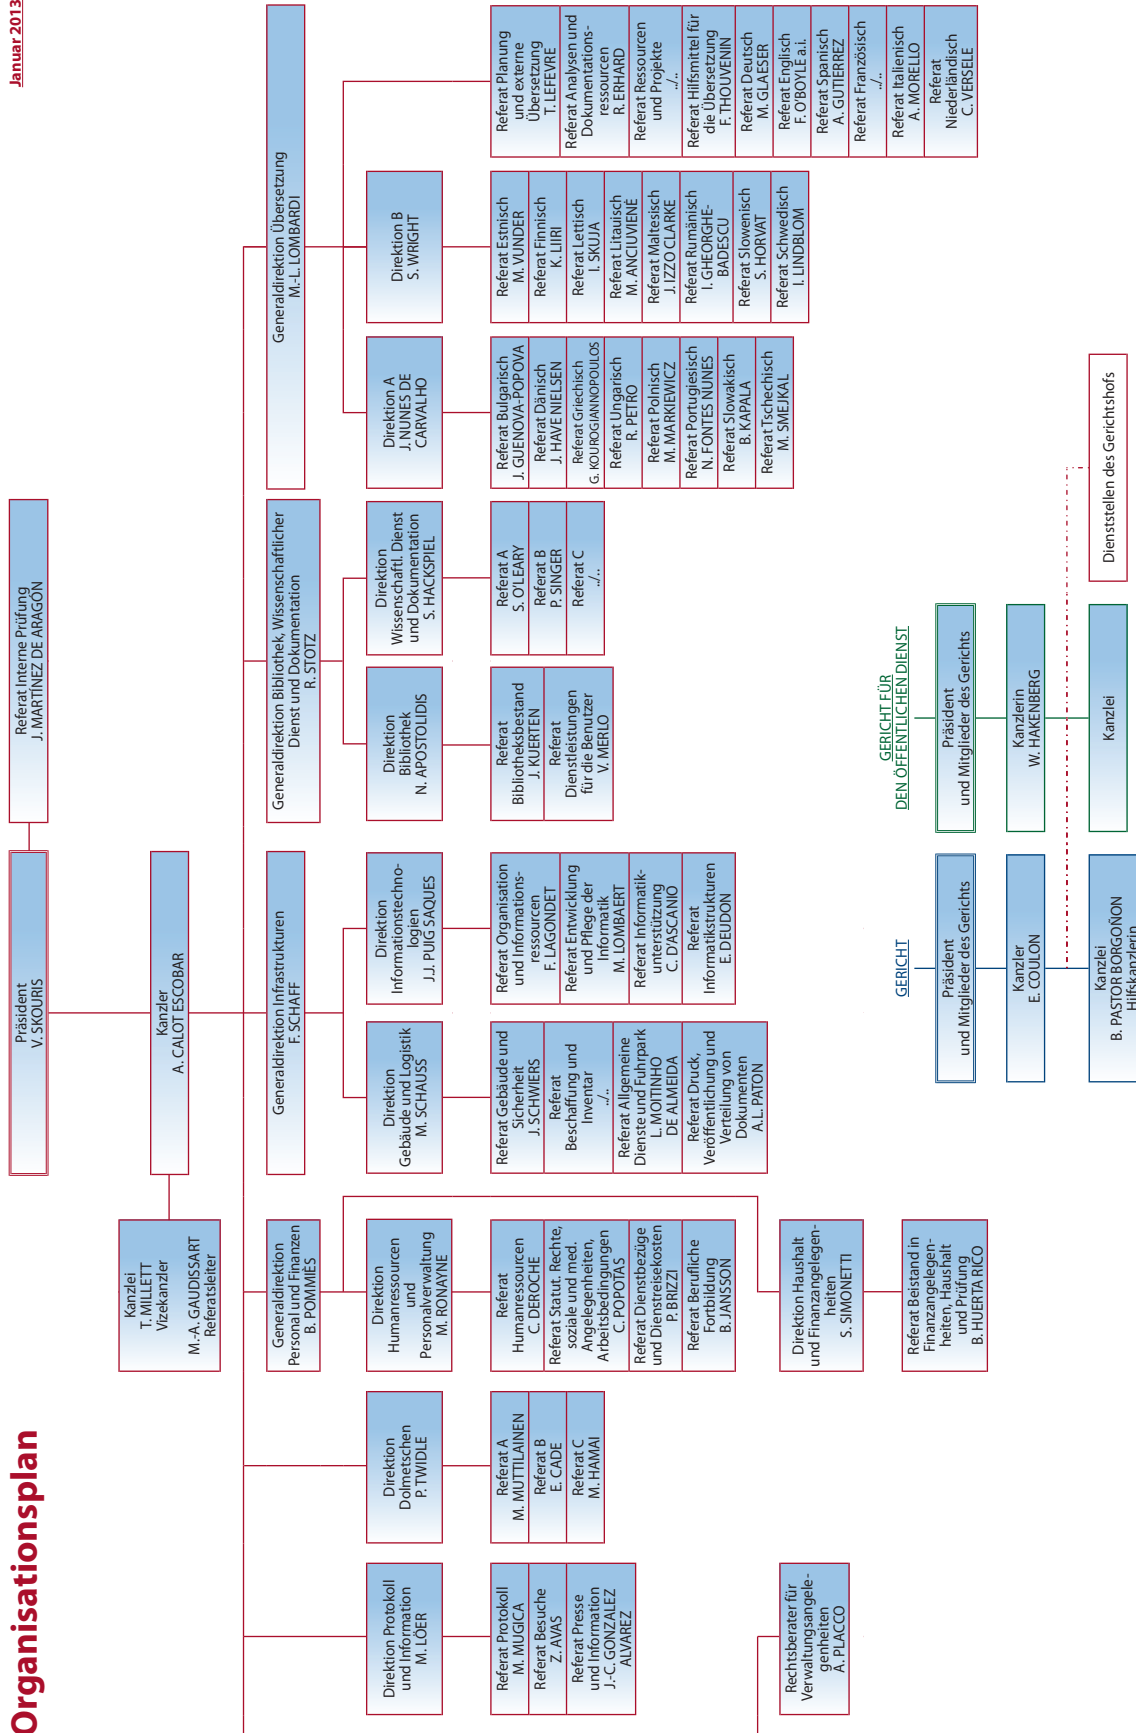 Organisationsplan
Januar 2013
Präsident
V. SKOURIS
Referat Interne Prüfung
J. MARTÍNEZ DE ARAGÓN
Kanzlei
T. MILLETT
Vizekanzler
M.-A. GAUDISSART
Referatsleiter
Kanzler
A. CALOT ESCOBAR
Direktion Protokoll
und Information
M. LÖER
Referat Protokoll
M. MUGICA
Referat Besuche
Z. AVAS
Referat Presse
und Information
J.-C. GONZALEZ
ALVAREZ
Rechtsberater für
Verwaltungsangele-
genheiten
A. PLACCO
Direktion
Dolmetschen
P. TWIDLE
Referat A
M. MUTTILAINEN
Referat B
E. CADE
Referat C
M. HAMAI
Generaldirektion
Personal und Finanzen
B. POMMIÈS
Direktion
Humanressourcen
und
Personalverwaltung
M. RONAYNE
Referat
Humanressourcen
C. DEROCHE
Referat Statut. Rechte,
soziale und med.
Angelegenheiten,
Arbeitsbedingungen
C. POPOTAS
Referat Dienstbezüge
und Dienstreisekosten
P. BRIZZI
Referat Berufliche
Fortbildung
B. JANSSON
Direktion Haushalt
und Finanzangelegen-
heiten
S. SIMONETTI
Referat Beistand in
Finanzangelegen-
heiten, Haushalt
und Prüfung
B. HUERTA RICO
Generaldirektion Infrastrukturen
F. SCHAFF
Direktion
Gebäude und Logistik
M. SCHAUSS
Referat Gebäude und
Sicherheit
J. SCHWIERS
Referat
Beschaffung und
Inventar
./..
Referat Allgemeine
Dienste und Fuhrpark
L. MOITINHO
DE ALMEIDA
Referat Druck,
Veröffentlichung und
Verteilung von
Dokumenten
A.L. PATON
Direktion
Informationstechno-
logien
J.J. PUIG SAQUES
Referat Organisation
und Informations-
ressourcen
F. LAGONDET
Referat Entwicklung
und Pflege der
Informatik
M. LOMBAERT
Referat Informatik-
unterstützung
C. D'ASCANIO
Referat
Informatikstrukturen
E. DEUDON
Generaldirektion Bibliothek, Wissenschaftlicher
Dienst und Dokumentation
R. STOTZ
Direktion
Bibliothek
N. APOSTOLIDIS
Referat
Bibliotheksbestand
J. KUERTEN
Referat
Dienstleistungen
für die Benutzer
V. MERLO
Direktion
Wissenschaftl. Dienst
und Dokumentation
S. HACKSPIEL
Referat A
S. O'LEARY
Referat B
P. SINGER
Referat C
./..
Generaldirektion Übersetzung
M.-L. LOMBARDI
Direktion A
J. NUNES DE
CARVALHO
Referat Bulgarisch
J. GUENOVA-POPOVA
Referat Dänisch
J. HAVE NIELSEN
Referat Griechisch
G. KOUROGIANNOPOULOS
Referat Ungarisch
R. PETRO
Referat Polnisch
M. MARKIEWICZ
Referat Portugiesisch
N. FONTES NUNES
Referat Slowakisch
B. KAPALA
Referat Tschechisch
M. SMEJKAL
Direktion B
S. WRIGHT
Referat Estnisch
M. VUNDER
Referat Finnisch
K. LIIRI
Referat Lettisch
I. SKUJA
Referat Litauisch
M. ANCIUVIENĖ
Referat Maltesisch
J. IZZO CLARKE
Referat Rumänisch
I. GHEORGHE-
BADESCU
Referat Slowenisch
S. HORVAT
Referat Schwedisch
I. LINDBLOM
Referat Planung
und externe
Übersetzung
T. LEFEVRE
Referat Analysen und
Dokumentations-
ressourcen
R. ERHARD
Referat Ressourcen
und Projekte
./..
Referat Hilfsmittel für
die Übersetzung
F. THOUVENIN
Referat Deutsch
M. GLAESER
Referat Englisch
F. O'BOYLE a.i.
Referat Spanisch
A. GUTIERREZ
Referat Französisch
./..
Referat Italienisch
A. MORELLO
Referat
Niederländisch
C. VERSELE
GERICHT
Präsident
und Mitglieder des Gerichts
Kanzler
E. COULON
Kanzlei
B. PASTOR BORGOÑON
Hilfskanzlerin
GERICHT FÜR
DEN ÖFFENTLICHEN DIENST
Präsident
und Mitglieder des Gerichts
Kanzlerin
W. HAKENBERG
Kanzlei
Dienststellen des Gerichtshofs